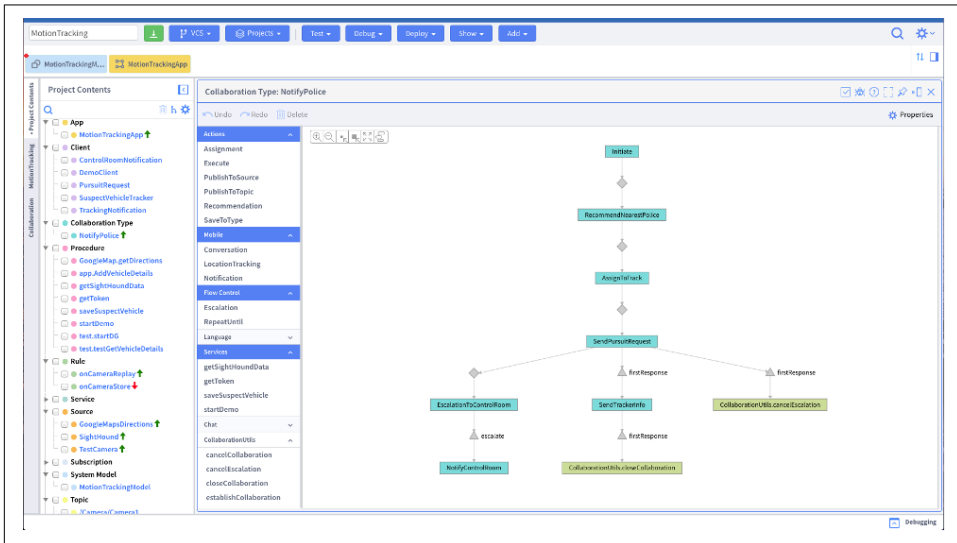 MotionTracking
VCS
Projects
Test
Debug
Deploy
Show
Add
MotionTrackingM...
MotionTrackingApp
Project Contents
MotionTracking
Collaboration
Project Contents
App
MotionTrackingApp
Client
ControlRoomNotification
DemoClient
PursuitRequest
SuspectVehicleTracker
TrackingNotification
Collaboration Type
NotifyPolice
Procedure
GoogleMap.getDirections
app.AddVehicleDetails
getSightHoundData
getToken
saveSuspectVehicle
startDemo
test.startDG
test.testGetVehicleDetails
Rule
onCameraReplay
onCameraStore
Service
Source
GoogleMapsDirections
SightHound
TestCamera
Subscription
System Model
MotionTrackingModel
Topic
/Camera/Camera1
Collaboration Type: NotifyPolice
Undo
Redo
Delete
Properties
Actions
Assignment
Execute
PublishToSource
PublishToTopic
Recommendation
SaveToType
Mobile
Conversation
LocationTracking
Notification
Flow Control
Escalation
RepeatUntil
Language
Services
getSightHoundData
getToken
saveSuspectVehicle
startDemo
Chat
CollaborationUtils
cancelCollaboration
cancelEscalation
closeCollaboration
establishCollaboration
Initiate
RecommendNearestPolice
AssignToTrack
SendPursuitRequest
firstResponse
firstResponse
EscalationToControlRoom
SendTrackerInfo
CollaborationUtils.cancelEscalation
escalate
firstResponse
NotifyControlRoom
CollaborationUtils.closeCollaboration
Debugging